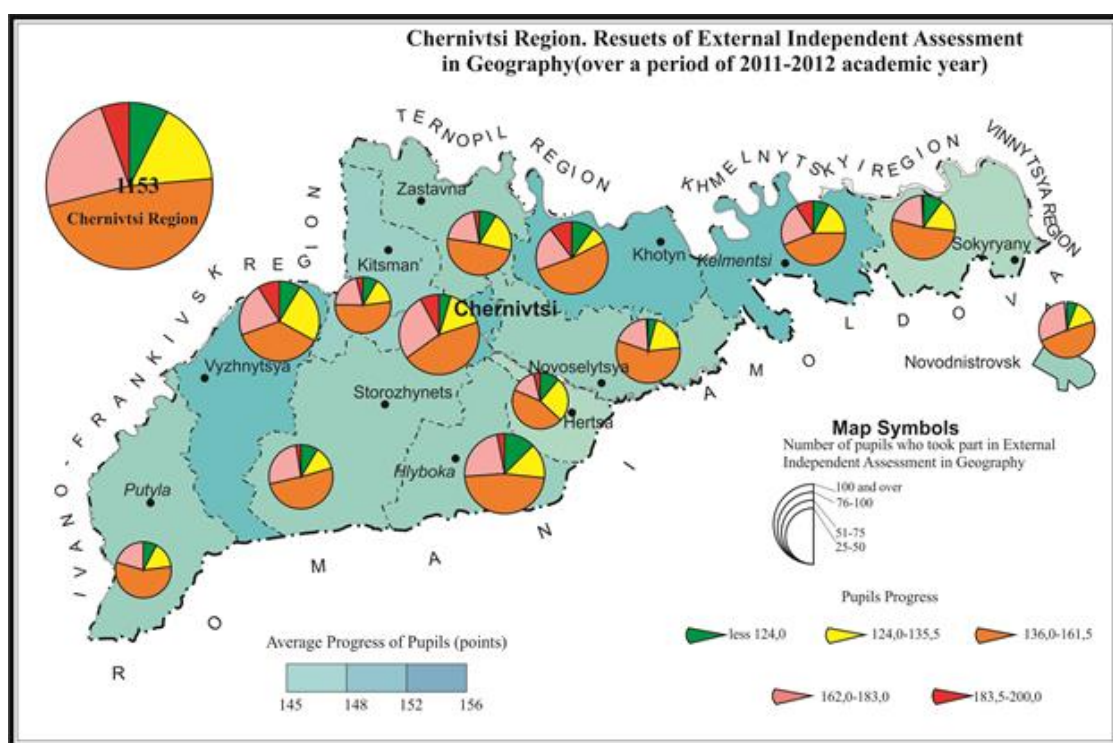 Chernivtsi Region. Resuets of External Independent Assessment
in Geography(over a period of 2011-2012 academic year)
1153
Chernivtsi Region
TERNOPIL REGION
KHMELNYTSKYI REGION
VINNYTSYA REGION
IVANO-FRANKIVSK REGION
MOLDOVA
ROMANI
A
Zastavna
Kitsman'
Khotyn
Kelmentsi
Sokyryany
Chernivtsi
Vyzhnytsya
Novoselytsya
Novodnistrovsk
Storozhynets
Hertsa
Hlyboka
Putyla
Map Symbols
Number of pupils who took part in External
Independent Assessment in Geography
100 and over
76-100
51-75
25-50
Pupils Progress
less 124,0
124,0-135,5
136,0-161,5
162,0-183,0
183,5-200,0
Average Progress of Pupils (points)
145 148 152 156